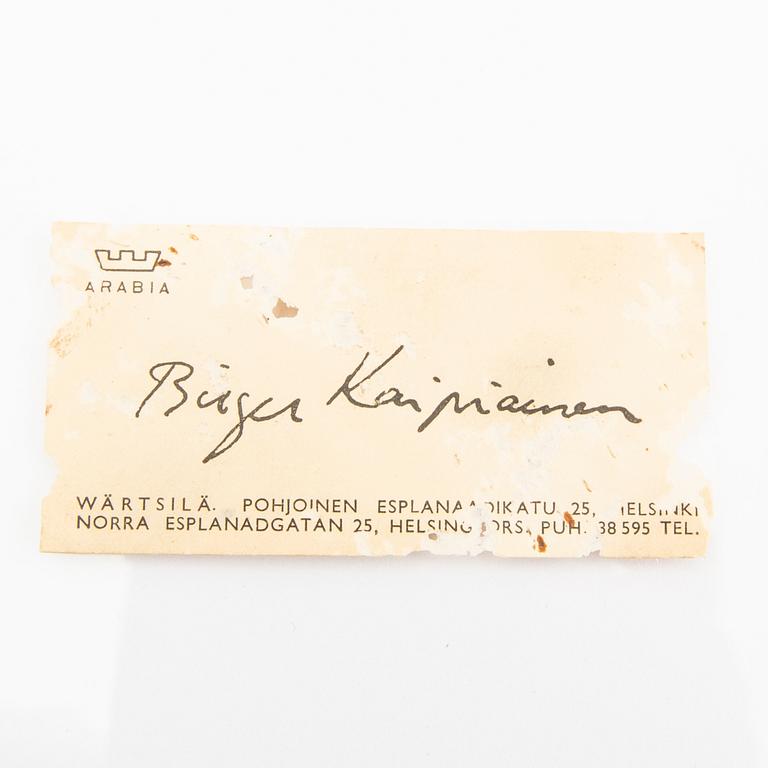 ARABIA
Birger Kaipiainen
WÄRTSILÄ. POHJOINEN ESPLANAADIKATU 25, HELSINKI
NORRA ESPLANADGATAN 25, HELSINGFORS, PUH. 38 595 TEL.